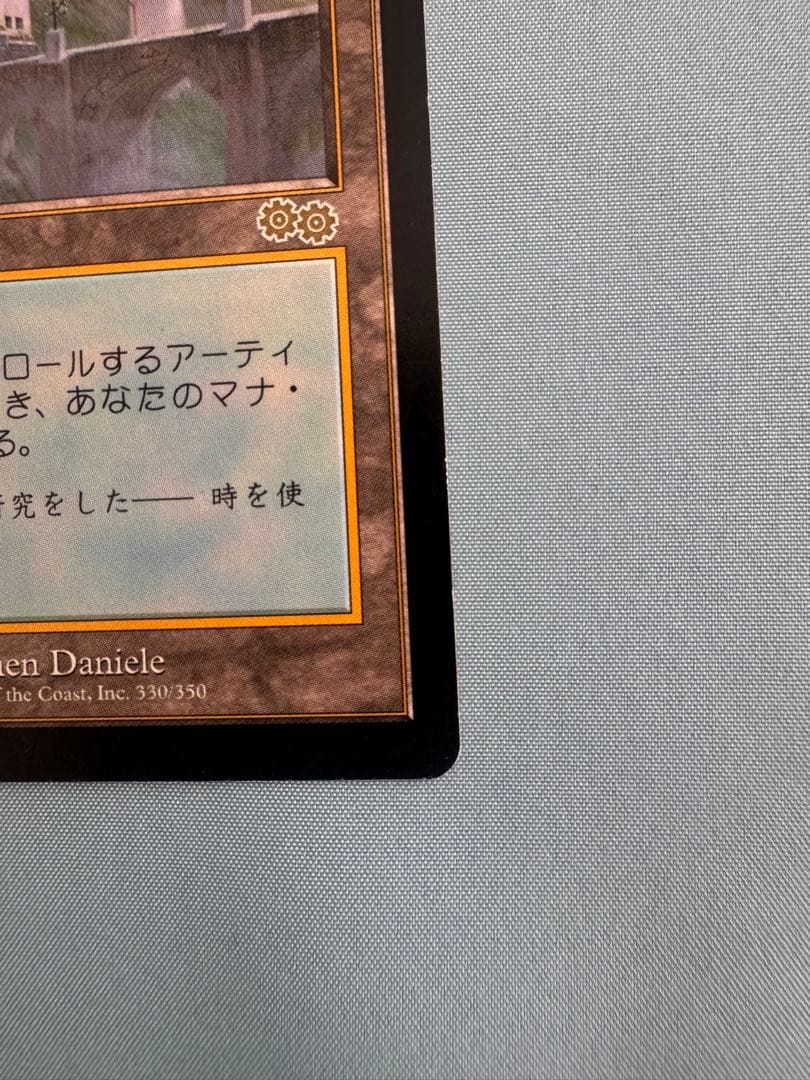 ロールするアーティ
き、あなたのマナ・
る。
究をした―― 時を使
hen Daniele
the Coast, Inc. 330/350